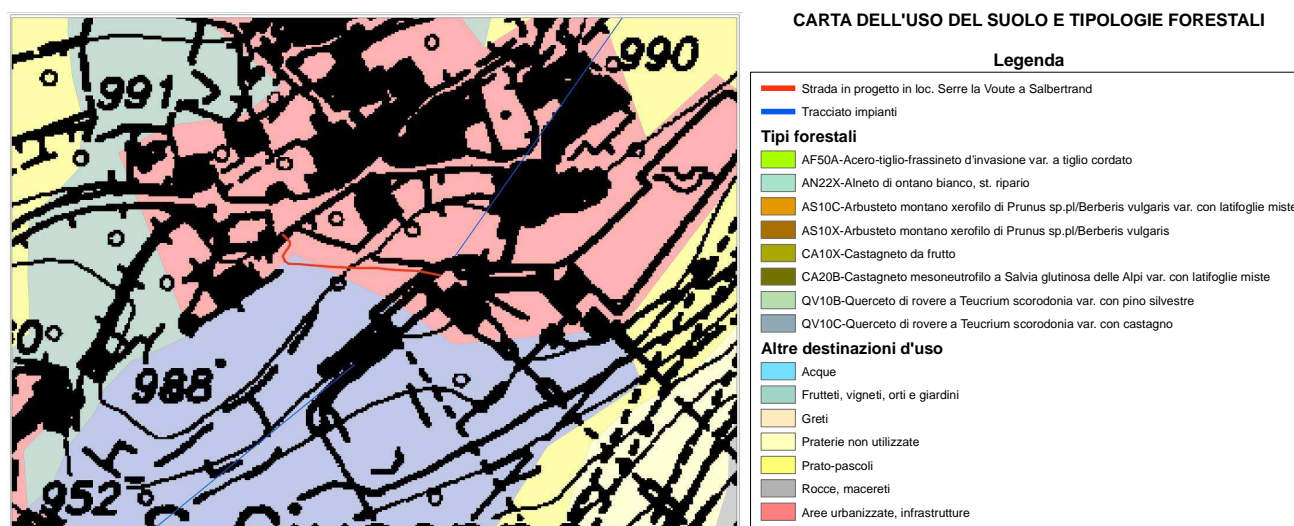 CARTA DELL'USO DEL SUOLO E TIPOLOGIE FORESTALI
Legenda
Strada in progetto in loc. Serre la Voute a Salbertrand
Tracciato impianti
Tipi forestali
AF50A-Acero-tiglio-frassineto d'invasione var. a tiglio cordato
AN22X-Alneto di ontano bianco, st. ripario
AS10C-Arbusteto montano xerofilo di Prunus sp.pl/Berberis vulgaris var. con latifoglie miste
AS10X-Arbusteto montano xerofilo di Prunus sp.pl/Berberis vulgaris
CA10X-Castagneto da frutto
CA20B-Castagneto mesoneutrofilo a Salvia glutinosa delle Alpi var. con latifoglie miste
QV10B-Querceto di rovere a Teucrium scorodonia var. con pino silvestre
QV10C-Querceto di rovere a Teucrium scorodonia var. con castagno
Altre destinazioni d'uso
Acque
Frutteti, vigneti, orti e giardini
Greti
Praterie non utilizzate
Prato-pascoli
Rocce, macereti
Aree urbanizzate, infrastrutture
990
991
988
952